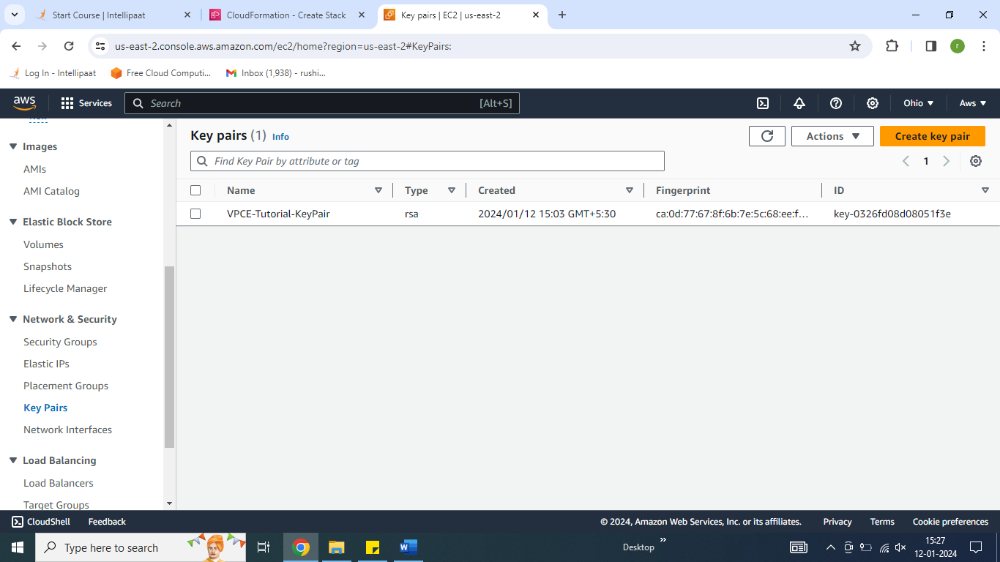 Start Course | Intellipaat
CloudFormation - Create Stack
Key pairs | EC2 | us-east-2
us-east-2.console.aws.amazon.com/ec2/home?region=us-east-2#KeyPairs:
r
Log In - Intellipaat
Free Cloud Computi...
Inbox (1,938) - rushi...
aws
Services
Search
[Alt+S]
Ohio
Aws
Images
AMIs
AMI Catalog
Elastic Block Store
Volumes
Snapshots
Lifecycle Manager
Network & Security
Security Groups
Elastic IPs
Placement Groups
Key Pairs
Network Interfaces
Load Balancing
Load Balancers
Target Groups
Key pairs (1) Info
Actions
Create key pair
Find Key Pair by attribute or tag
1
Name Type Created Fingerprint ID
VPCE-Tutorial-KeyPair rsa 2024/01/12 15:03 GMT+5:30 ca:0d:77:67:8f:6b:7e:5c:68:ee:f... key-0326fd08d08051f3e
CloudShell Feedback
© 2024, Amazon Web Services, Inc. or its affiliates. Privacy Terms Cookie preferences
Type here to search
Desktop
15:27
12-01-2024